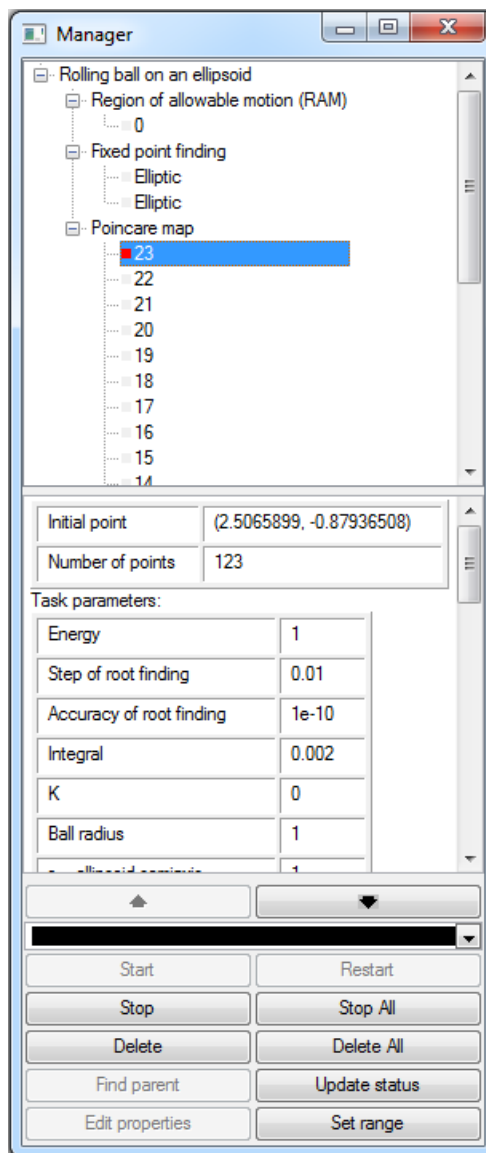 Manager
Rolling ball on an ellipsoid
Region of allowable motion (RAM)
0
Fixed point finding
Elliptic
Elliptic
Poincare map
23
22
21
20
19
18
17
16
15
14
Initial point (2.5065899, -0.87936508)
Number of points 123
Task parameters:
Energy 1
Step of root finding 0.01
Accuracy of root finding 1e-10
Integral 0.002
K 0
Ball radius 1
ellipsoid semiaxis 1
Start Restart
Stop Stop All
Delete Delete All
Find parent Update status
Edit properties Set range